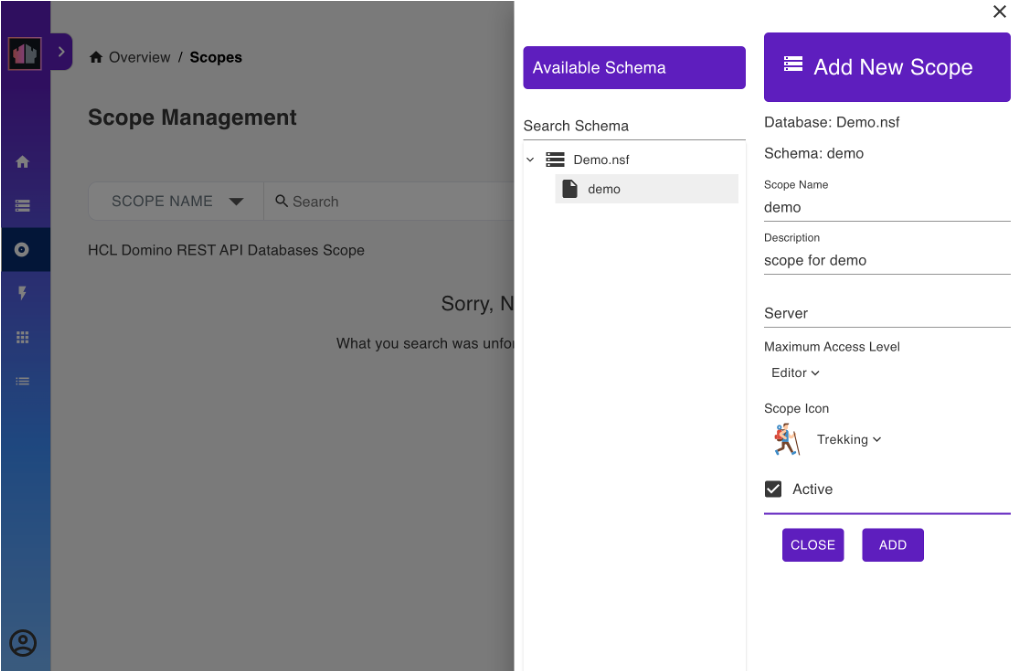 Overview / Scopes
Scope Management
SCOPE NAME
Search
HCL Domino REST API Databases Scope
Sorry, N
What you search was unfo
Available Schema
Search Schema
Demo.nsf
demo
Add New Scope
Database: Demo.nsf
Schema: demo
Scope Name
demo
Description
scope for demo
Server
Maximum Access Level
Editor
Scope Icon
Trekking
Active
CLOSE
ADD